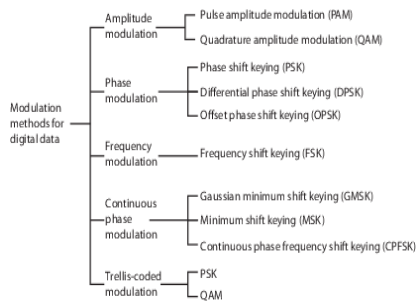 Modulation
methods for
digital data
Amplitude
modulation
Pulse amplitude modulation (PAM)
Quadrature amplitude modulation (QAM)
Phase
modulation
Phase shift keying (PSK)
Differential phase shift keying (DPSK)
Offset phase shift keying (OPSK)
Frequency
modulation
Frequency shift keying (FSK)
Continuous
phase
modulation
Gaussian minimum shift keying (GMSK)
Minimum shift keying (MSK)
Continuous phase frequency shift keying (CPFSK)
Trellis-coded
modulation
PSK
QAM